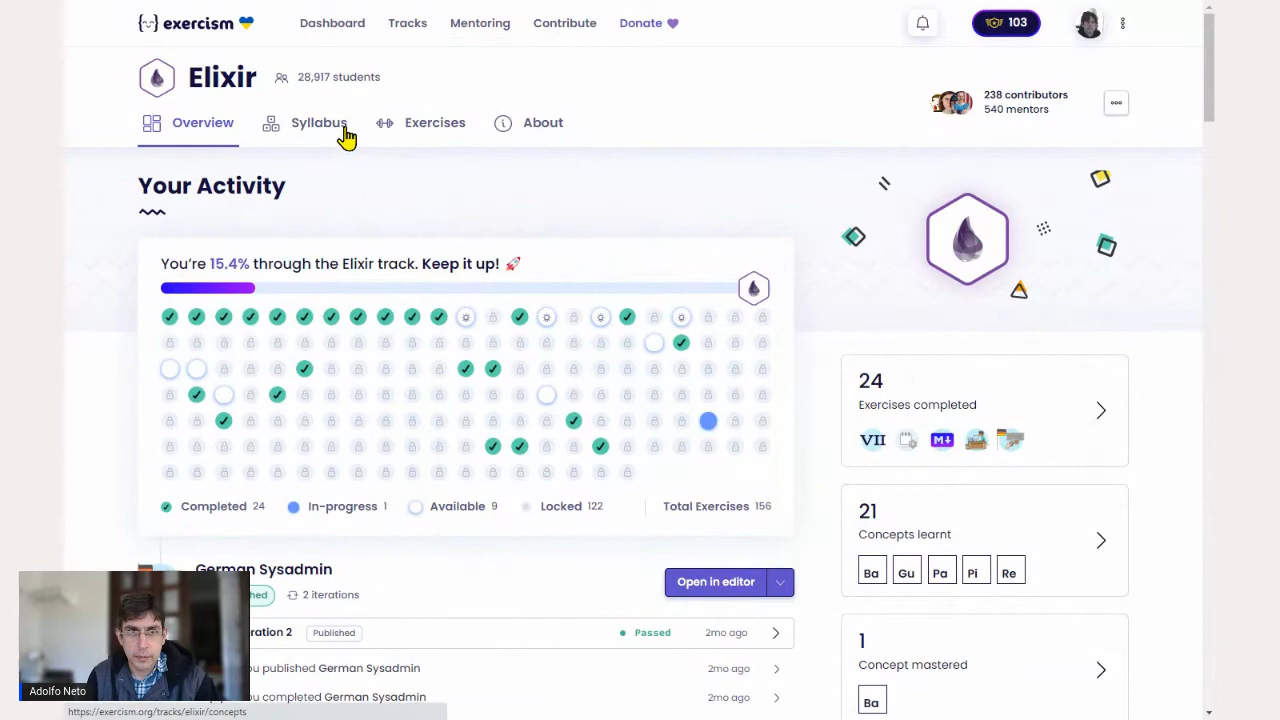 exercism
Dashboard
Tracks
Mentoring
Contribute
Donate
103
Elixir
28,917 students
238 contributors
540 mentors
Overview
Syllabus
Exercises
About
Your Activity
You're 15.4% through the Elixir track. Keep it up! 🚀
Completed 24
In-progress 1
Available 9
Locked 122
Total Exercises 156
24
Exercises completed
VII
M
21
Concepts learnt
Ba
Gu
Pa
Pi
Re
1
Concept mastered
Ba
German Sysadmin
2 iterations
Open in editor
ration 2
Published
Passed
2mo ago
u published German Sysadmin
2mo ago
u completed German Sysadmin
2mo ago
Adolfo Neto
https://exercism.org/tracks/elixir/concepts